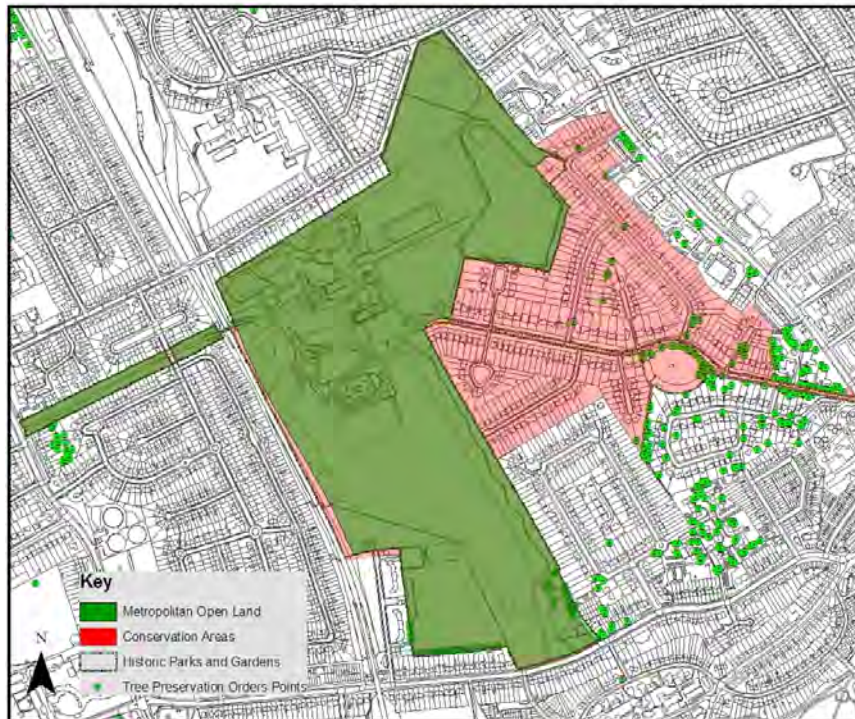 Key
Metropolitan Open Land
Conservation Areas
Historic Parks and Gardens
Tree Preservation Orders Points
N